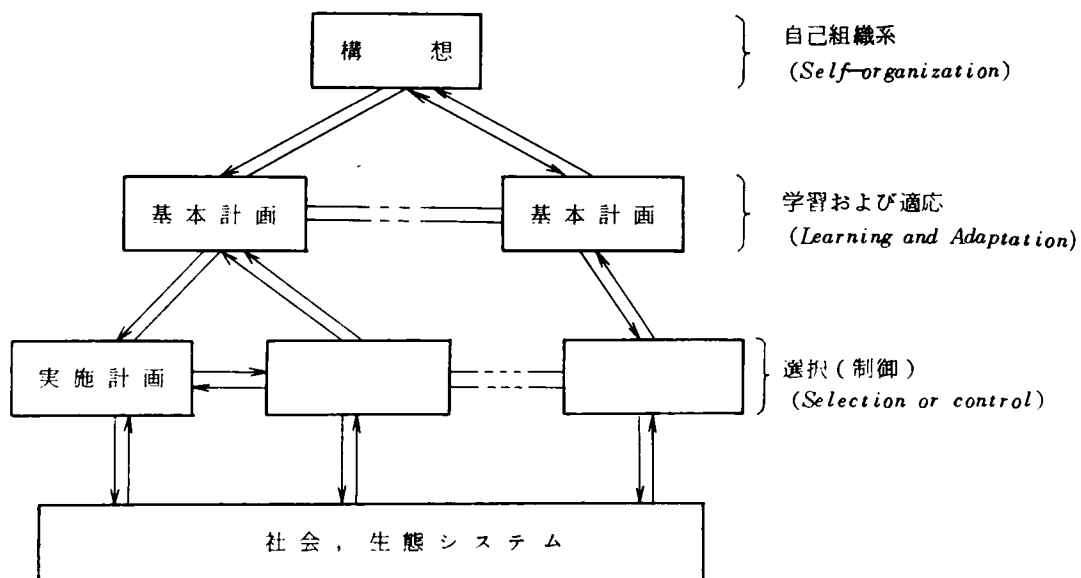 構想
自己組織系
(Self-organization)
基本計画
基本計画
学習および適応
(Learning and Adaptation)
実施計画
選択(制御)
(Selection or control)
社会,生態システム